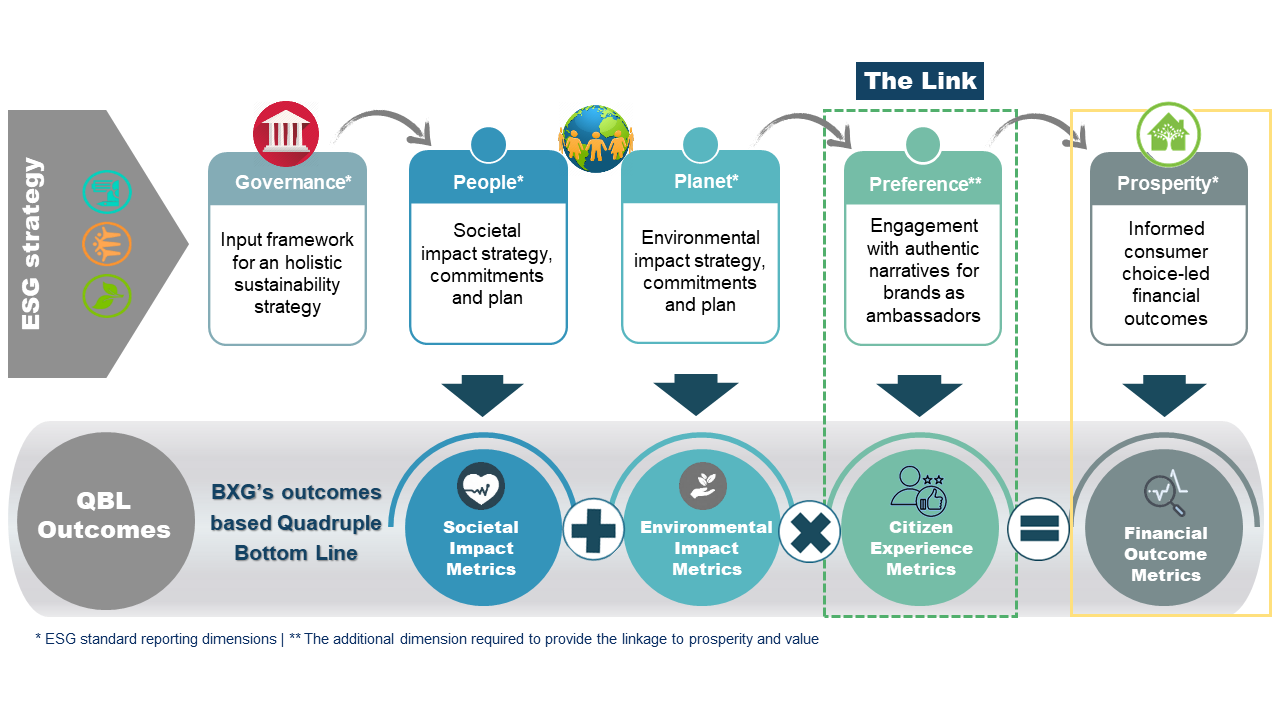 The Link
ESG strategy
Governance*
Input framework
for an holistic
sustainability
strategy
People*
Societal
impact strategy,
commitments
and plan
Planet*
Environmental
impact strategy,
commitments
and plan
Preference**
Engagement
with authentic
narratives for
brands as
ambassadors
Prosperity*
Informed
consumer
choice-led
financial
outcomes
QBL
Outcomes
BXG's outcomes
based Quadruple
Bottom Line
Societal
Impact
Metrics
Environmental
Impact
Metrics
Citizen
Experience
Metrics
Financial
Outcome
Metrics
* ESG standard reporting dimensions | ** The additional dimension required to provide the linkage to prosperity and value